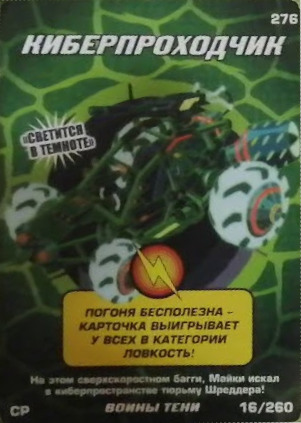 276
КИБЕРПРОХОДЧИК
«СВЕТИТСЯ
В ТЕМНОТЕ»
ПОГОНЯ БЕСПОЛЕЗНА –
КАРТОЧКА ВЫИГРЫВАЕТ
У ВСЕХ В КАТЕГОРИИ
ЛОВКОСТЬ!
На этом сверхскоростном багги, Мейки искал
в киберпространстве тюрьму Шреддера!
СР ВОИНЫ ТЕНИ 16/260